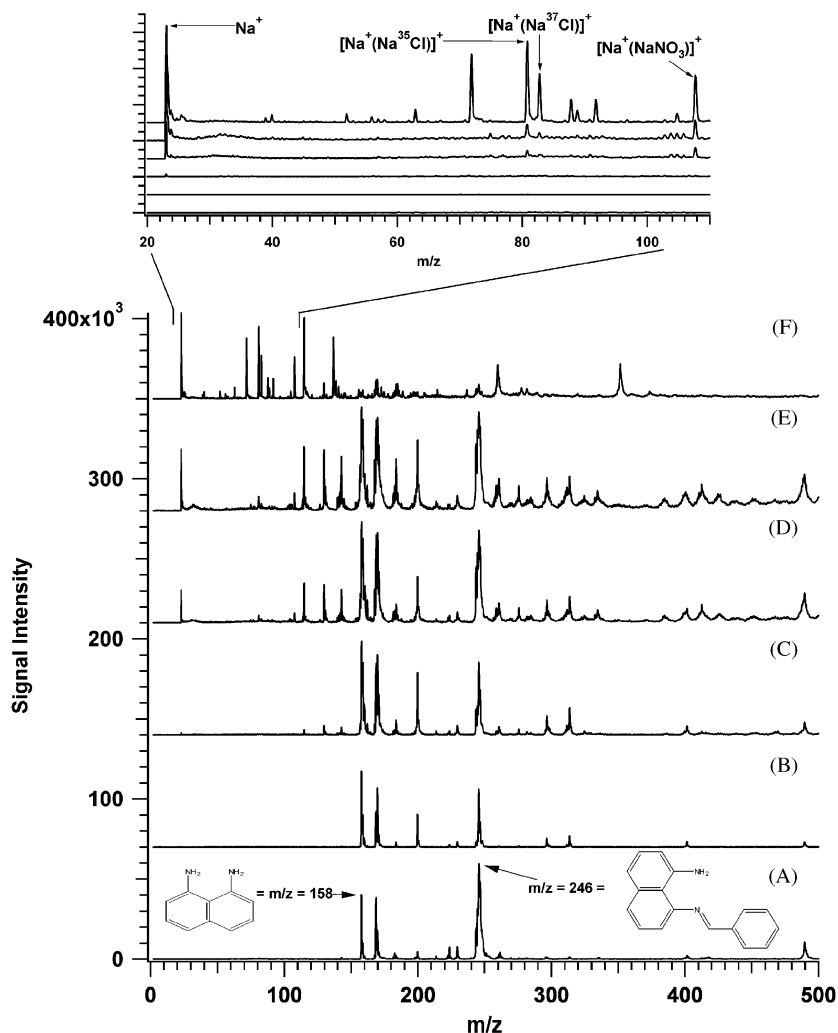 Na+
[Na+(Na35Cl)]+
[Na+(Na37Cl)]+
[Na+(NaNO3)]+
20 40 60 80 100
m/z
400x10³
300
200
100
0
Signal Intensity
(F)
(E)
(D)
(C)
(B)
(A)
NH₂ NH₂
= m/z = 158
m/z = 246 =
NH₂
N
0 100 200 300 400 500
m/z